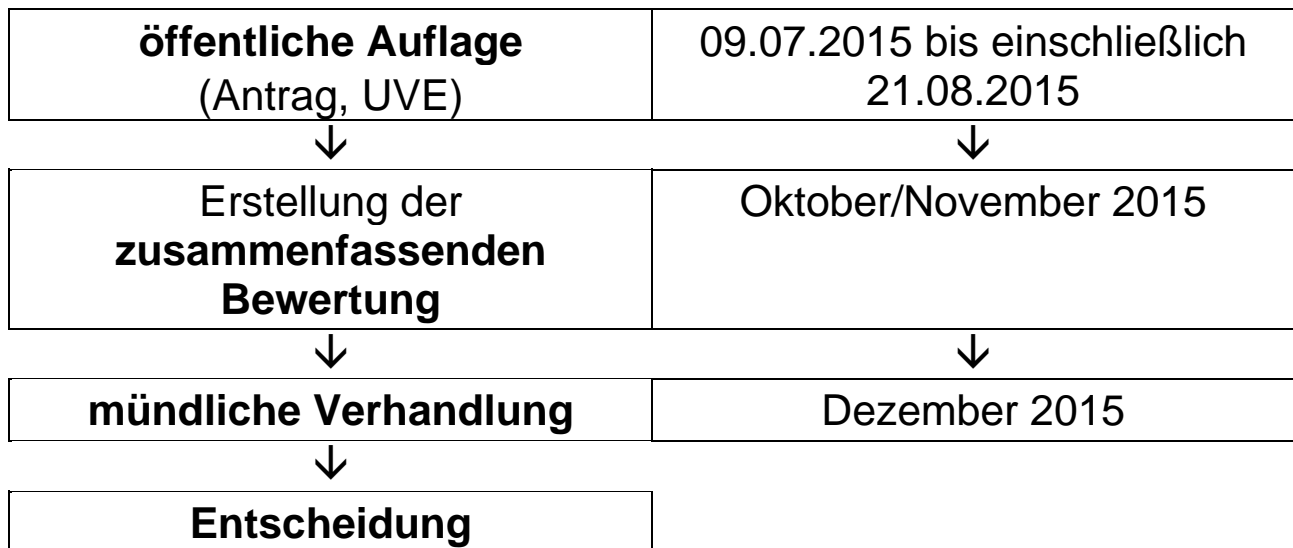 öffentliche Auflage
(Antrag, UVE)
09.07.2015 bis einschließlich
21.08.2015
↓ ↓
Erstellung der
zusammenfassenden
Bewertung
Oktober/November 2015
↓ ↓
mündliche Verhandlung
Dezember 2015
↓
Entscheidung